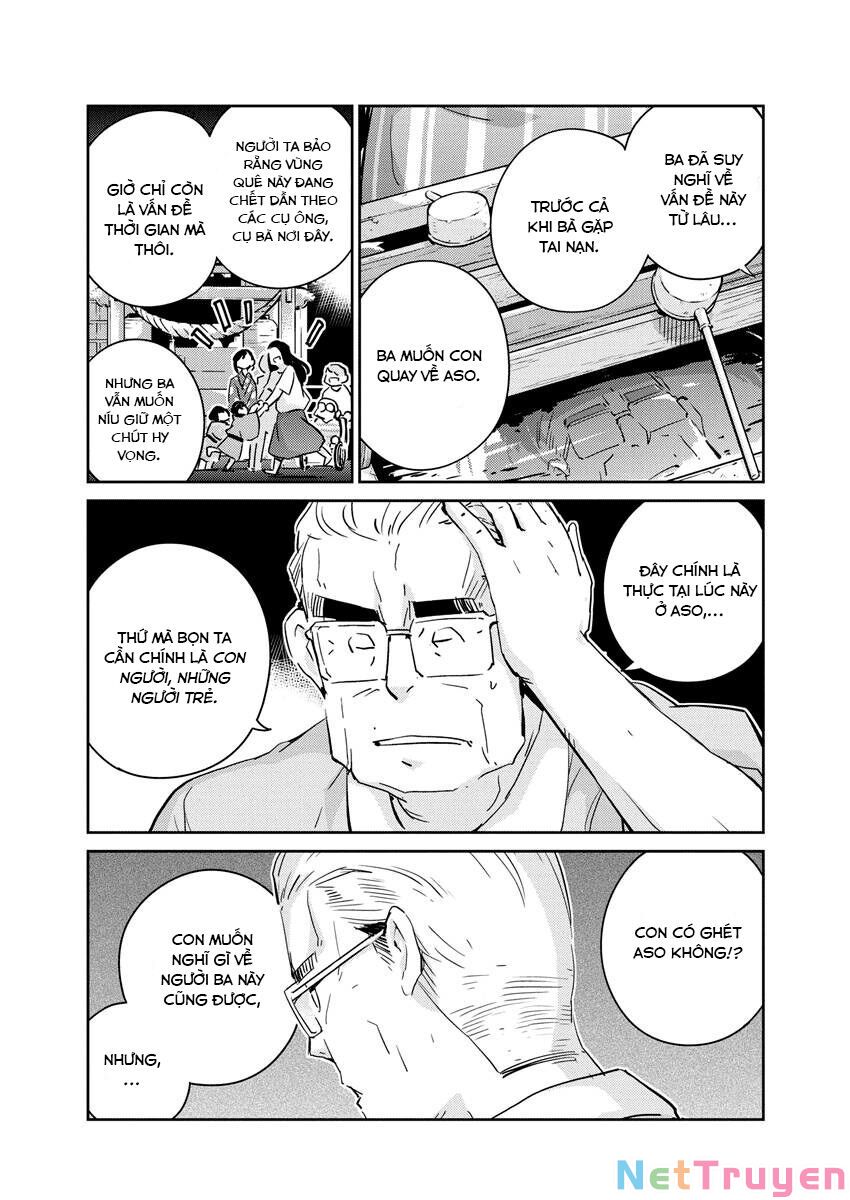 BA ĐÃ SUY
NGHĨ VỀ
VẤN ĐỀ NÀY
TỪ LÂU...
TRƯỚC CẢ
KHI BÀ GẶP
TAI NẠN.
BA MUỐN CON
QUAY VỀ ASO.
NGƯỜI TA BẢO
RẰNG VÙNG
QUÊ NÀY ĐANG
CHẾT DẦN THEO
CÁC CỤ ÔNG,
CỤ BÀ NƠI ĐÂY.
GIỜ CHỈ CÒN
LÀ VẤN ĐỀ
THỜI GIAN MÀ
THÔI.
NHƯNG BA
VẪN MUỐN
NÍU GIỮ MỘT
CHÚT HY
VỌNG.
ĐÂY CHÍNH LÀ
THỰC TẠI LÚC NÀY
Ở ASO,...
THỨ MÀ BỌN TA
CẦN CHÍNH LÀ CON
NGƯỜI, NHỮNG
NGƯỜI TRẺ.
CON CÓ GHÉT
ASO KHÔNG!?
CON MUỐN
NGHĨ GÌ VỀ
NGƯỜI BA NÀY
CŨNG ĐƯỢC,
NHƯNG,
...
NetTruyen